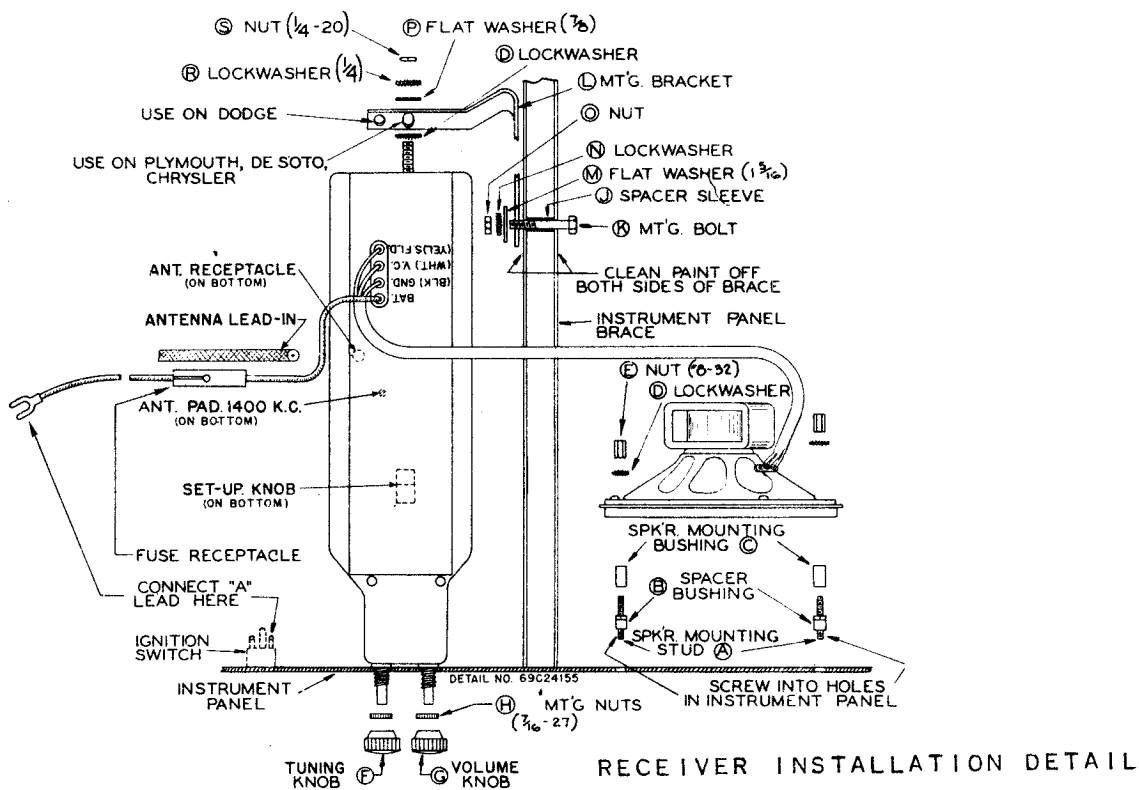 Ⓢ NUT (1/4-20)
Ⓟ FLAT WASHER (7/8)
Ⓓ LOCKWASHER
Ⓡ LOCKWASHER (1/4)
Ⓛ MT'G. BRACKET
USE ON DODGE
Ⓞ NUT
USE ON PLYMOUTH, DE SOTO,
CHRYSLER
Ⓝ LOCKWASHER
Ⓜ FLAT WASHER (1 5/16)
Ⓙ SPACER SLEEVE
Ⓚ MT'G. BOLT
(YEL) S. FLD.
(WHT.) V.C.
(BLK) GND.
BAT.
ANT. RECEPTACLE
(ON BOTTOM)
CLEAN PAINT OFF
BOTH SIDES OF BRACE
ANTENNA LEAD-IN
INSTRUMENT PANEL
BRACE
Ⓔ NUT (8-32)
Ⓓ LOCKWASHER
ANT. PAD. 1400 K.C.
(ON BOTTOM)
SET-UP. KNOB
(ON BOTTOM)
SPK'R. MOUNTING
BUSHING Ⓒ
FUSE RECEPTACLE
CONNECT "A"
LEAD HERE
Ⓑ SPACER
BUSHING
IGNITION
SWITCH
SPK'R. MOUNTING
STUD Ⓐ
INSTRUMENT
PANEL
DETAIL NO. 69C24155
SCREW INTO HOLES
IN INSTRUMENT PANEL
Ⓗ MT'G NUTS
(7/16-27)
TUNING
KNOB Ⓕ
Ⓖ VOLUME
KNOB
RECEIVER INSTALLATION DETAIL